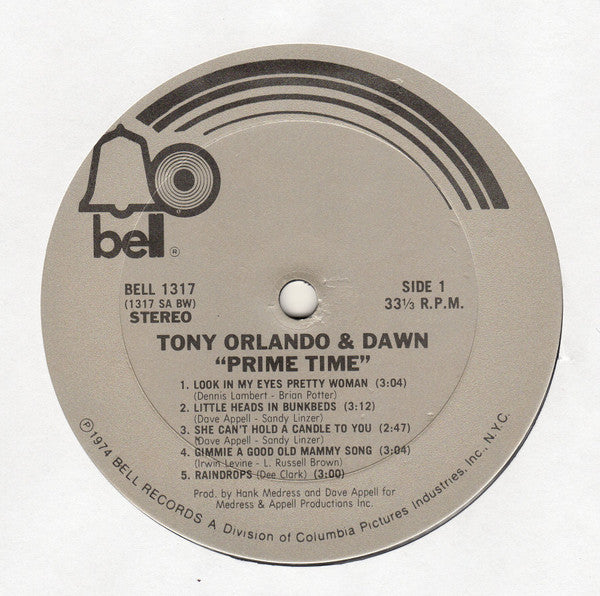 bell ®
BELL 1317
(1317 SA BW)
STEREO
SIDE 1
33⅓ R.P.M.
TONY ORLANDO & DAWN
"PRIME TIME"
1. LOOK IN MY EYES PRETTY WOMAN (3:04)
(Dennis Lambert - Brian Potter)
2. LITTLE HEADS IN BUNKBEDS (3:12)
(Dave Appell - Sandy Linzer)
3. SHE CAN'T HOLD A CANDLE TO YOU (2:47)
(Dave Appell - Sandy Linzer)
4. GIMMIE A GOOD OLD MAMMY SONG (3:04)
(Irwin Levine - L. Russell Brown)
5. RAINDROPS (Dee Clark) (3:00)
Prod. by Hank Medress and Dave Appell for
Medress & Appell Productions Inc.
℗1974 BELL RECORDS A Division of Columbia Pictures Industries, Inc., N.Y.C.